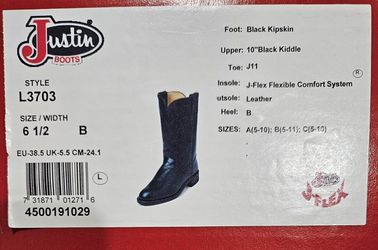 Justin
BOOTS
STYLE
L3703
SIZE / WIDTH
6 1/2 B
EU-38.5 UK-5.5 CM-24.1
L
7 31871 01271 6
4500191029
Foot: Black Kipskin
Upper: 10"Black Kiddle
Toe: J11
R
Insole: J-Flex Flexible Comfort System
utsole: Leather
Heel: B
SIZES: A(5-10); B(5-11); C(5-10)
Justin
J-FLEX